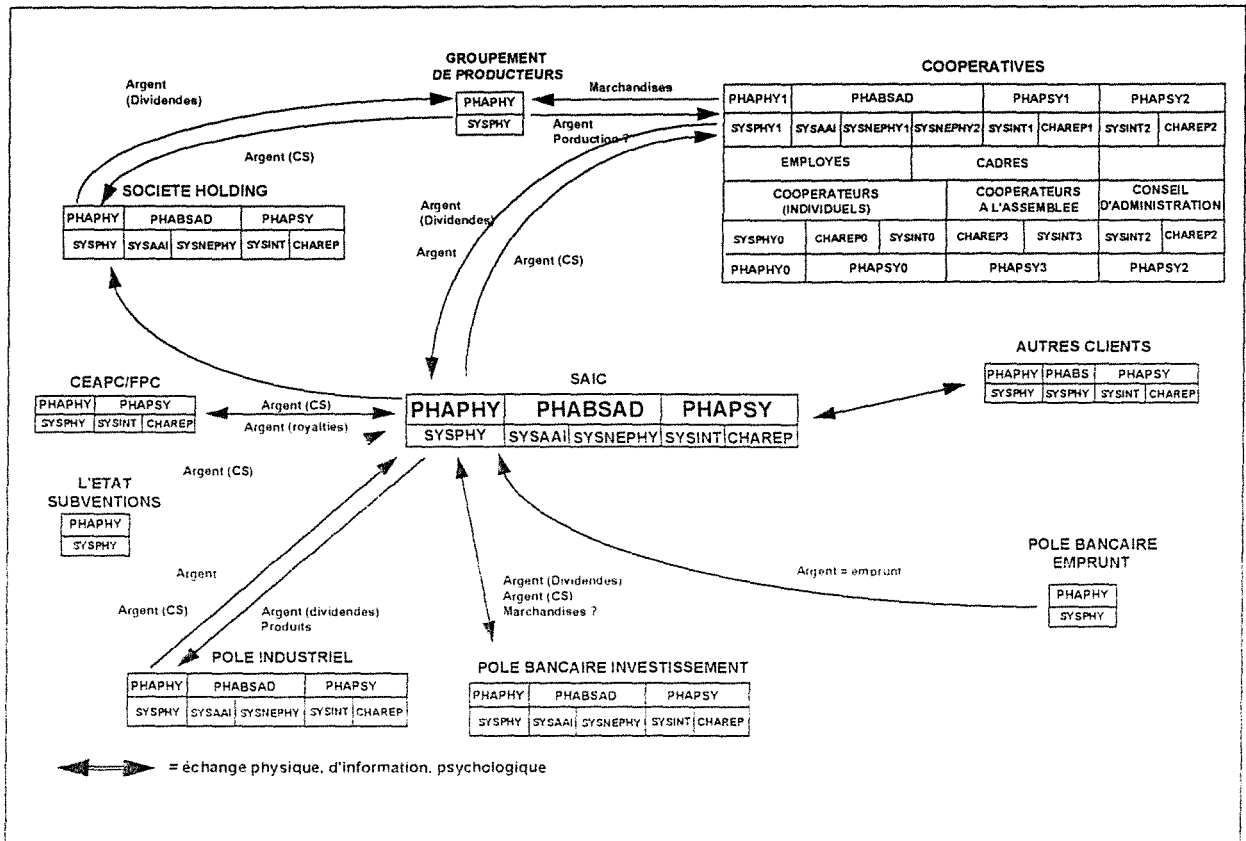 GROUPEMENT
DE PRODUCTEURS
PHAPHY
SYSPHY
Argent
(Dividendes)
Argent (CS)
Marchandises
Argent
Porduction ?
COOPERATIVES
PHAPHY1 PHABSAD PHAPSY1 PHAPSY2
SYSPHY1 SYSAAI SYSNEPHY1 SYSNEPHY2 SYSINT1 CHAREP1 SYSINT2 CHAREP2
EMPLOYES CADRES
COOPERATEURS
(INDIVIDUELS)
COOPERATEURS
A L'ASSEMBLEE
CONSEIL
D'ADMINISTRATION
SYSPHY0 CHAREP0 SYSINT0 CHAREP3 SYSINT3 SYSINT2 CHAREP2
PHAPHY0 PHAPSY0 PHAPSY3 PHAPSY2
SOCIETE HOLDING
PHAPHY PHABSAD PHAPSY
SYSPHY SYSAAI SYSNEPHY SYSINT CHAREP
Argent
(Dividendes)
Argent
Argent (CS)
AUTRES CLIENTS
PHAPHY PHABS PHAPSY
SYSPHY SYSPHY SYSINT CHAREP
CEAPC/FPC
PHAPHY PHAPSY
SYSPHY SYSINT CHAREP
Argent (CS)
Argent (royalties)
SAIC
PHAPHY PHABSAD PHAPSY
SYSPHY SYSAAI SYSNEPHY SYSINT CHAREP
Argent (CS)
L'ETAT
SUBVENTIONS
PHAPHY
SYSPHY
Argent
Argent (CS)
Argent (dividendes)
Produits
Argent (Dividendes)
Argent (CS)
Marchandises ?
Argent = emprunt
POLE BANCAIRE
EMPRUNT
PHAPHY
SYSPHY
POLE INDUSTRIEL
PHAPHY PHABSAD PHAPSY
SYSPHY SYSAAI SYSNEPHY SYSINT CHAREP
POLE BANCAIRE INVESTISSEMENT
PHAPHY PHABSAD PHAPSY
SYSPHY SYSAAI SYSNEPHY SYSINT CHAREP
= échange physique, d'information, psychologique